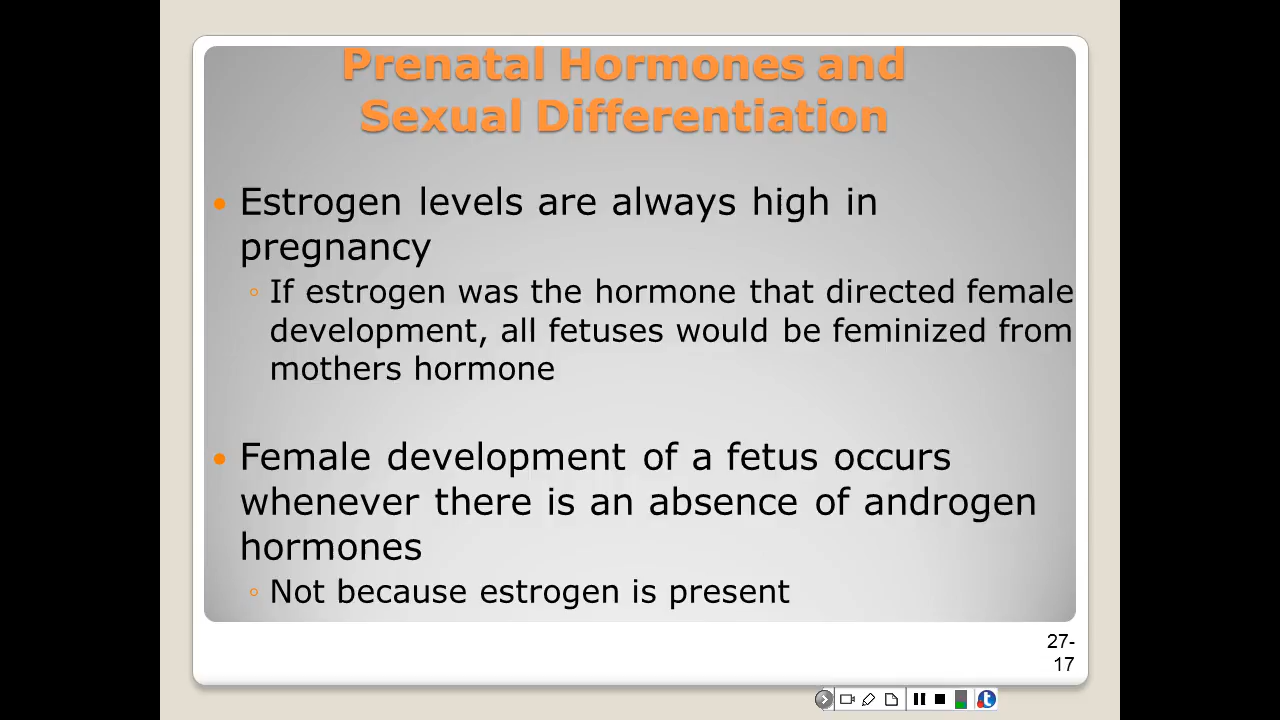 Prenatal Hormones and
Sexual Differentiation
• Estrogen levels are always high in
pregnancy
◦ If estrogen was the hormone that directed female
development, all fetuses would be feminized from
mothers hormone
• Female development of a fetus occurs
whenever there is an absence of androgen
hormones
◦ Not because estrogen is present
27-
17
t